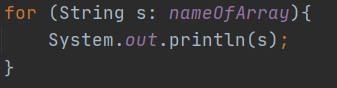 for (String s: nameOfArray){
    System.out.println(s);
}